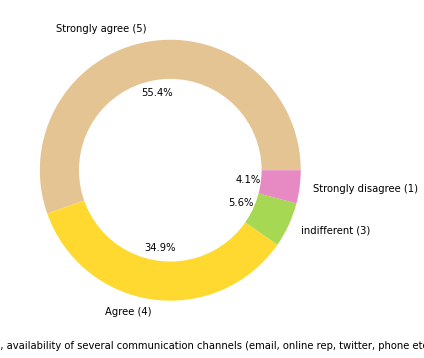 Strongly agree (5)
55.4%
4.1%
Strongly disagree (1)
5.6%
indifferent (3)
34.9%
Agree (4)
, availability of several communication channels (email, online rep, twitter, phone etc